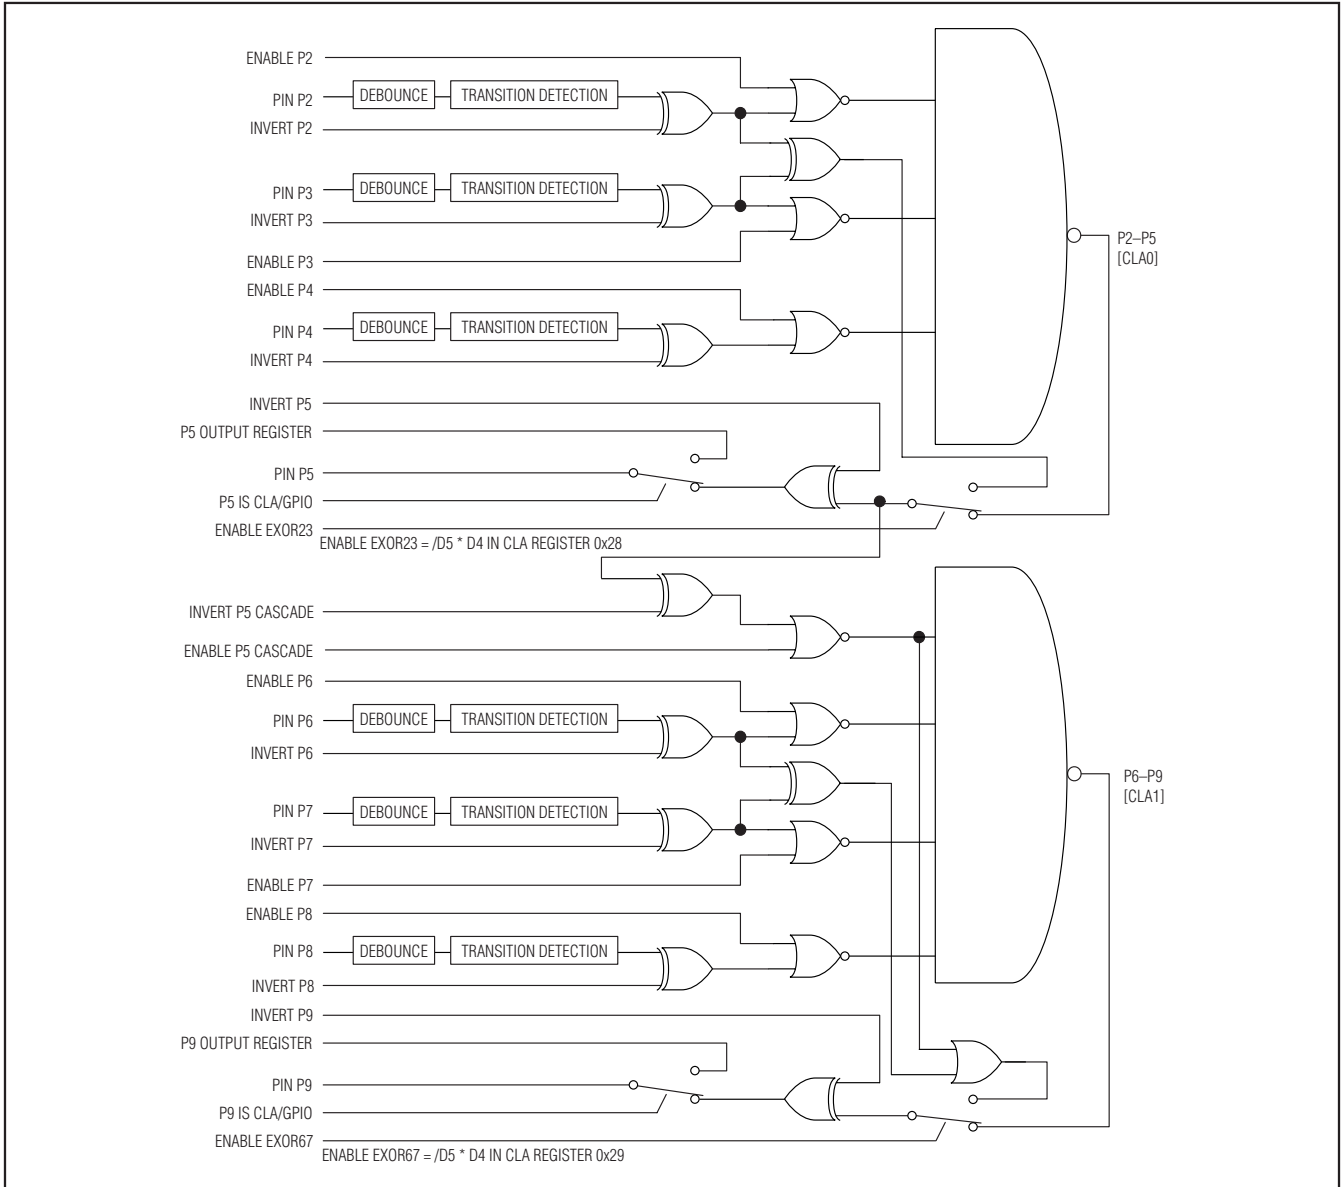 ENABLE P2
PIN P2
DEBOUNCE
TRANSITION DETECTION
INVERT P2
PIN P3
DEBOUNCE
TRANSITION DETECTION
INVERT P3
P2–P5
[CLA0]
ENABLE P3
ENABLE P4
PIN P4
DEBOUNCE
TRANSITION DETECTION
INVERT P4
INVERT P5
P5 OUTPUT REGISTER
PIN P5
P5 IS CLA/GPIO
ENABLE EXOR23
ENABLE EXOR23 = /D5 * D4 IN CLA REGISTER 0x28
INVERT P5 CASCADE
ENABLE P5 CASCADE
ENABLE P6
PIN P6
DEBOUNCE
TRANSITION DETECTION
INVERT P6
P6–P9
[CLA1]
PIN P7
DEBOUNCE
TRANSITION DETECTION
INVERT P7
ENABLE P7
ENABLE P8
PIN P8
DEBOUNCE
TRANSITION DETECTION
INVERT P8
INVERT P9
P9 OUTPUT REGISTER
PIN P9
P9 IS CLA/GPIO
ENABLE EXOR67
ENABLE EXOR67 = /D5 * D4 IN CLA REGISTER 0x29